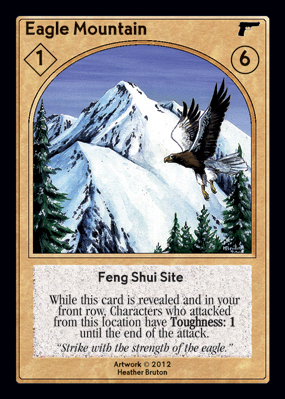 Eagle Mountain
1
6
Feng Shui Site
While this card is revealed and in your
front row, Characters who attacked
from this location have Toughness: 1
until the end of the attack.
“Strike with the strength of the eagle.”
Artwork © 2012
Heather Bruton